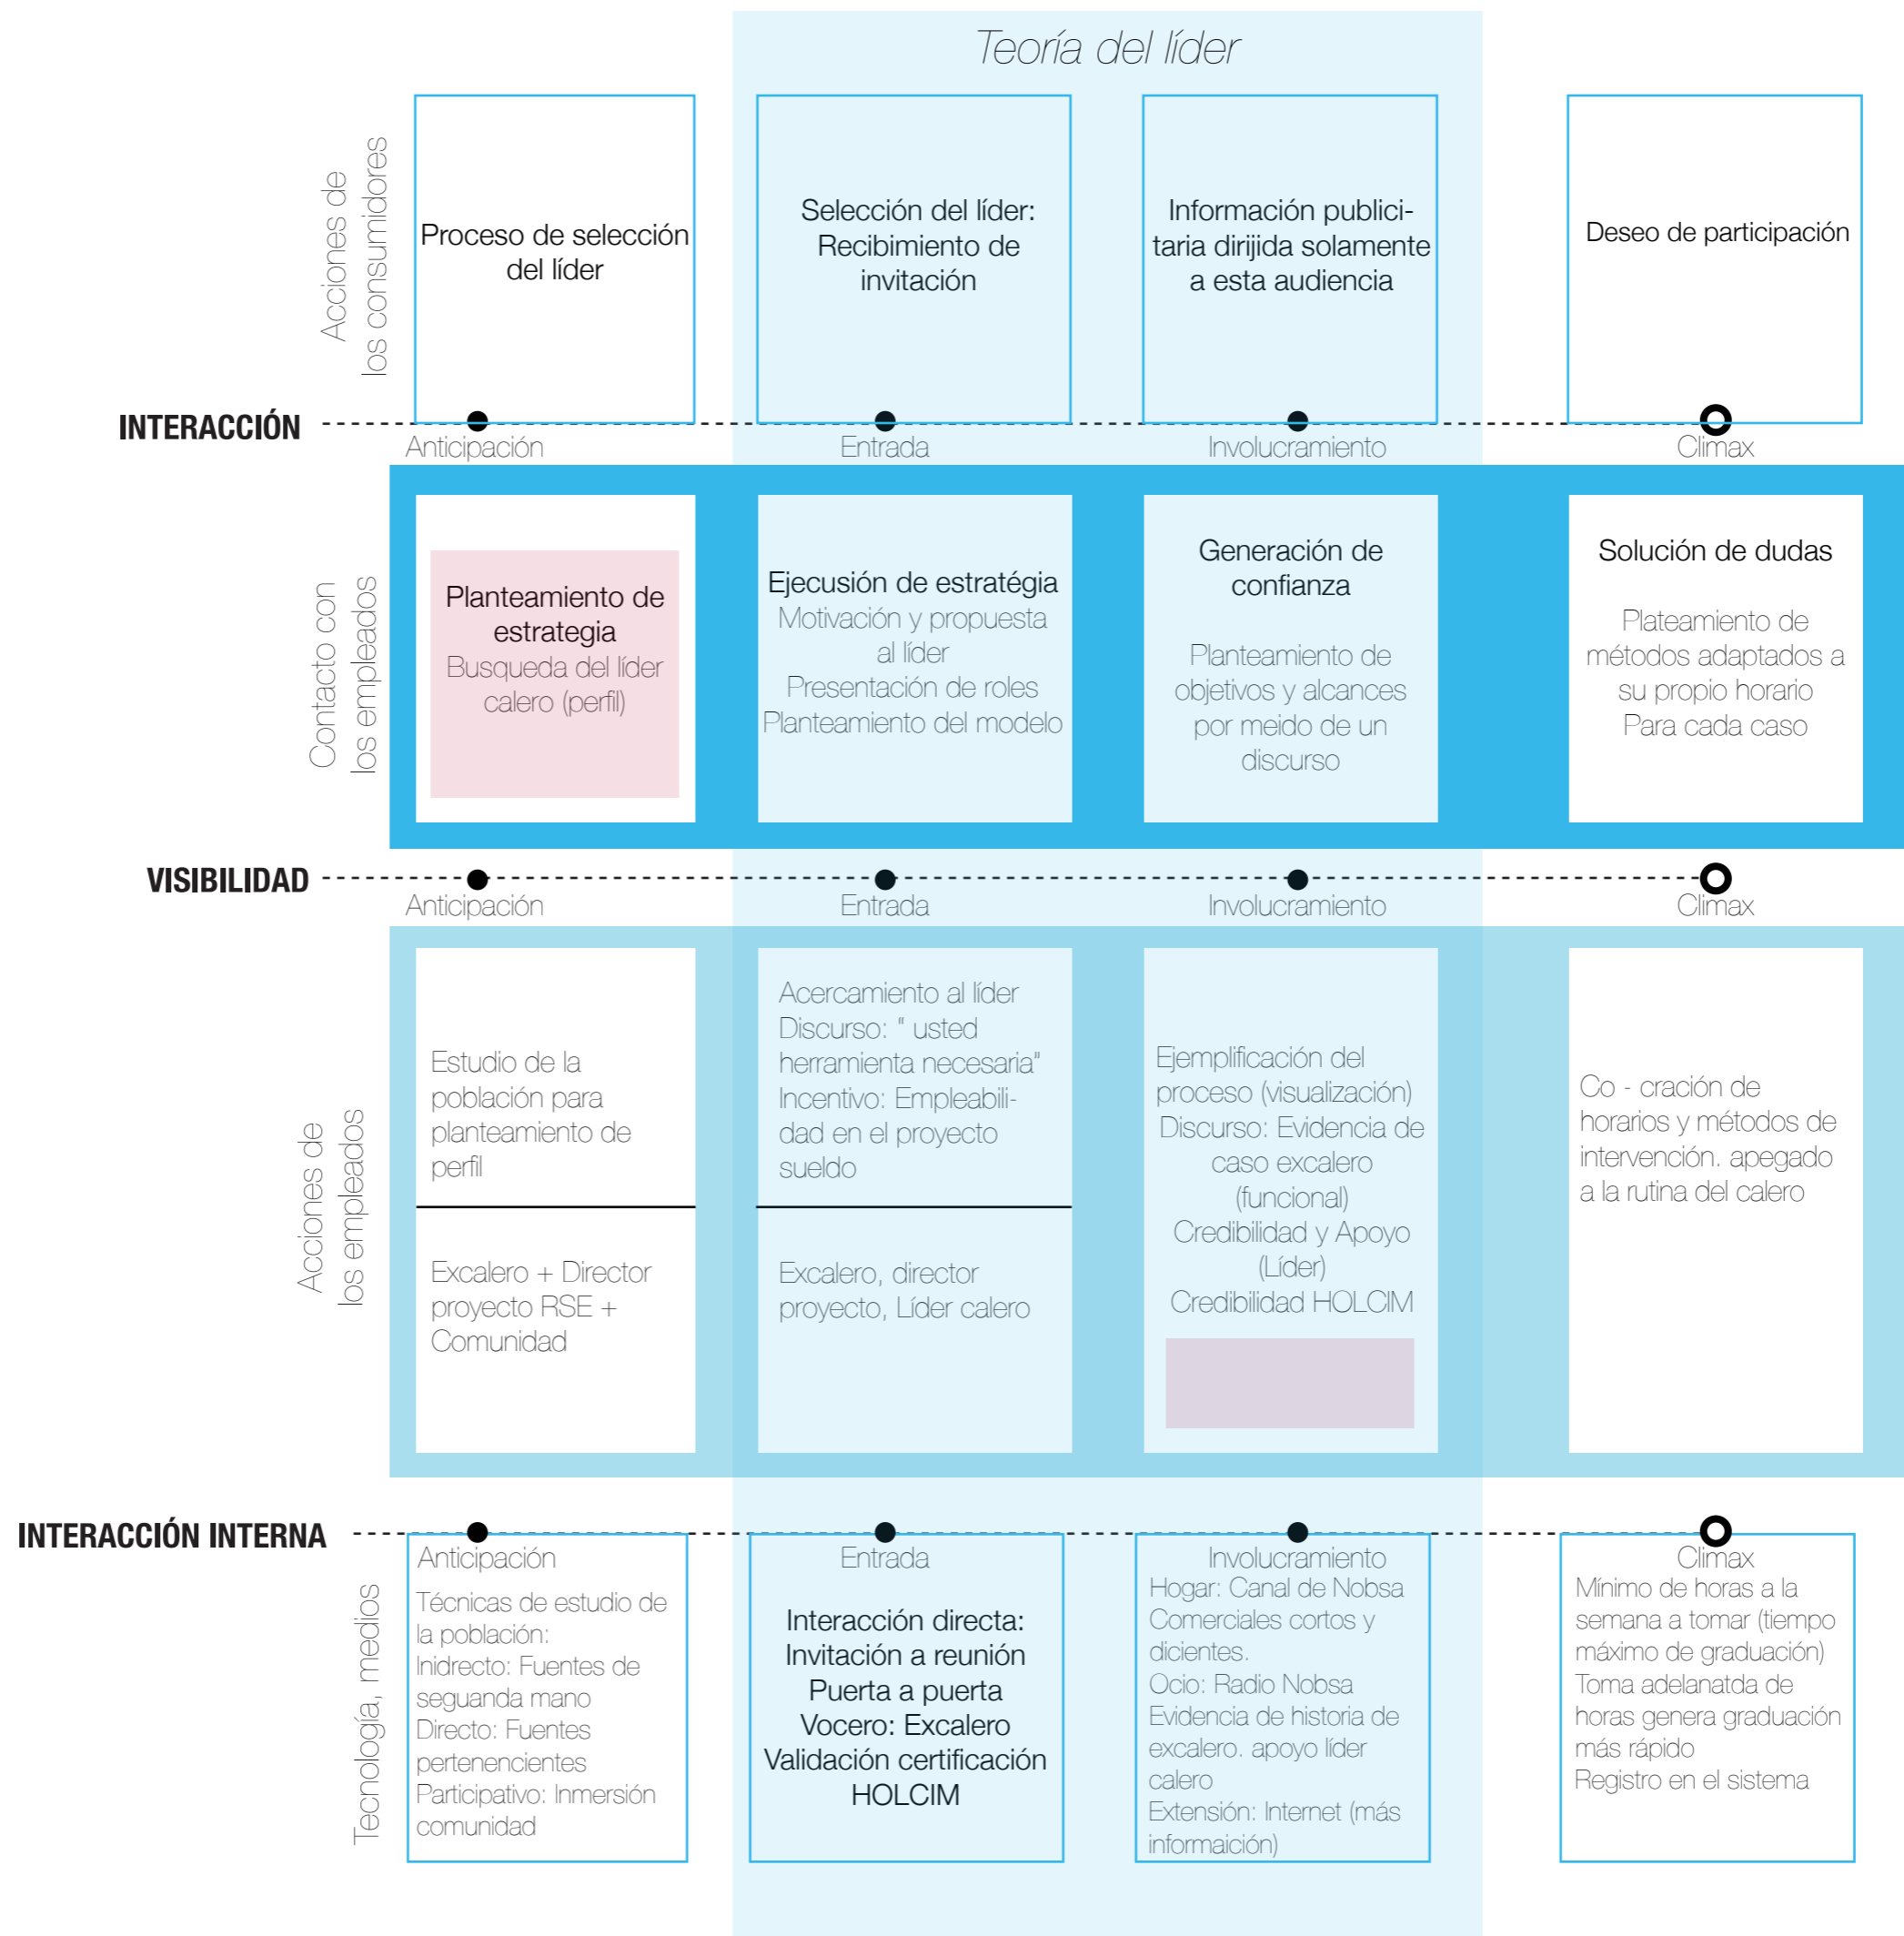 Teoría del líder
Acciones de
los consumidores
Proceso de selección
del líder
Selección del líder:
Recibimiento de
invitación
Información publici-
taria dirijida solamente
a esta audiencia
Deseo de participación
INTERACCIÓN
Anticipación
Entrada
Involucramiento
Climax
Contacto con
los empleados
Planteamiento de
estrategia
Busqueda del líder
calero (perfil)
Ejecusión de estratégia
Motivación y propuesta
al líder
Presentación de roles
Planteamiento del modelo
Generación de
confianza
Planteamiento de
objetivos y alcances
por meido de un
discurso
Solución de dudas
Plateamiento de
métodos adaptados a
su propio horario
Para cada caso
VISIBILIDAD
Anticipación
Entrada
Involucramiento
Climax
Acciones de
los empleados
Estudio de la
población para
planteamiento de
perfil
Excalero + Director
proyecto RSE +
Comunidad
Acercamiento al líder
Discurso: " usted
herramienta necesaria"
Incentivo: Empleabili-
dad en el proyecto
sueldo
Excalero, director
proyecto, Líder calero
Ejemplificación del
proceso (visualización)
Discurso: Evidencia de
caso excalero
(funcional)
Credibilidad y Apoyo
(Líder)
Credibilidad HOLCIM
Co - cración de
horarios y métodos de
intervención. apegado
a la rutina del calero
INTERACCIÓN INTERNA
Tecnología, medios
Anticipación
Técnicas de estudio de
la población:
Inidrecto: Fuentes de
seguanda mano
Directo: Fuentes
pertenencientes
Participativo: Inmersión
comunidad
Entrada
Interacción directa:
Invitación a reunión
Puerta a puerta
Vocero: Excalero
Validación certificación
HOLCIM
Involucramiento
Hogar: Canal de Nobsa
Comerciales cortos y
dicientes.
Ocio: Radio Nobsa
Evidencia de historia de
excalero. apoyo líder
calero
Extensión: Internet (más
informaición)
Climax
Mínimo de horas a la
semana a tomar (tiempo
máximo de graduación)
Toma adelanatda de
horas genera graduación
más rápido
Registro en el sistema